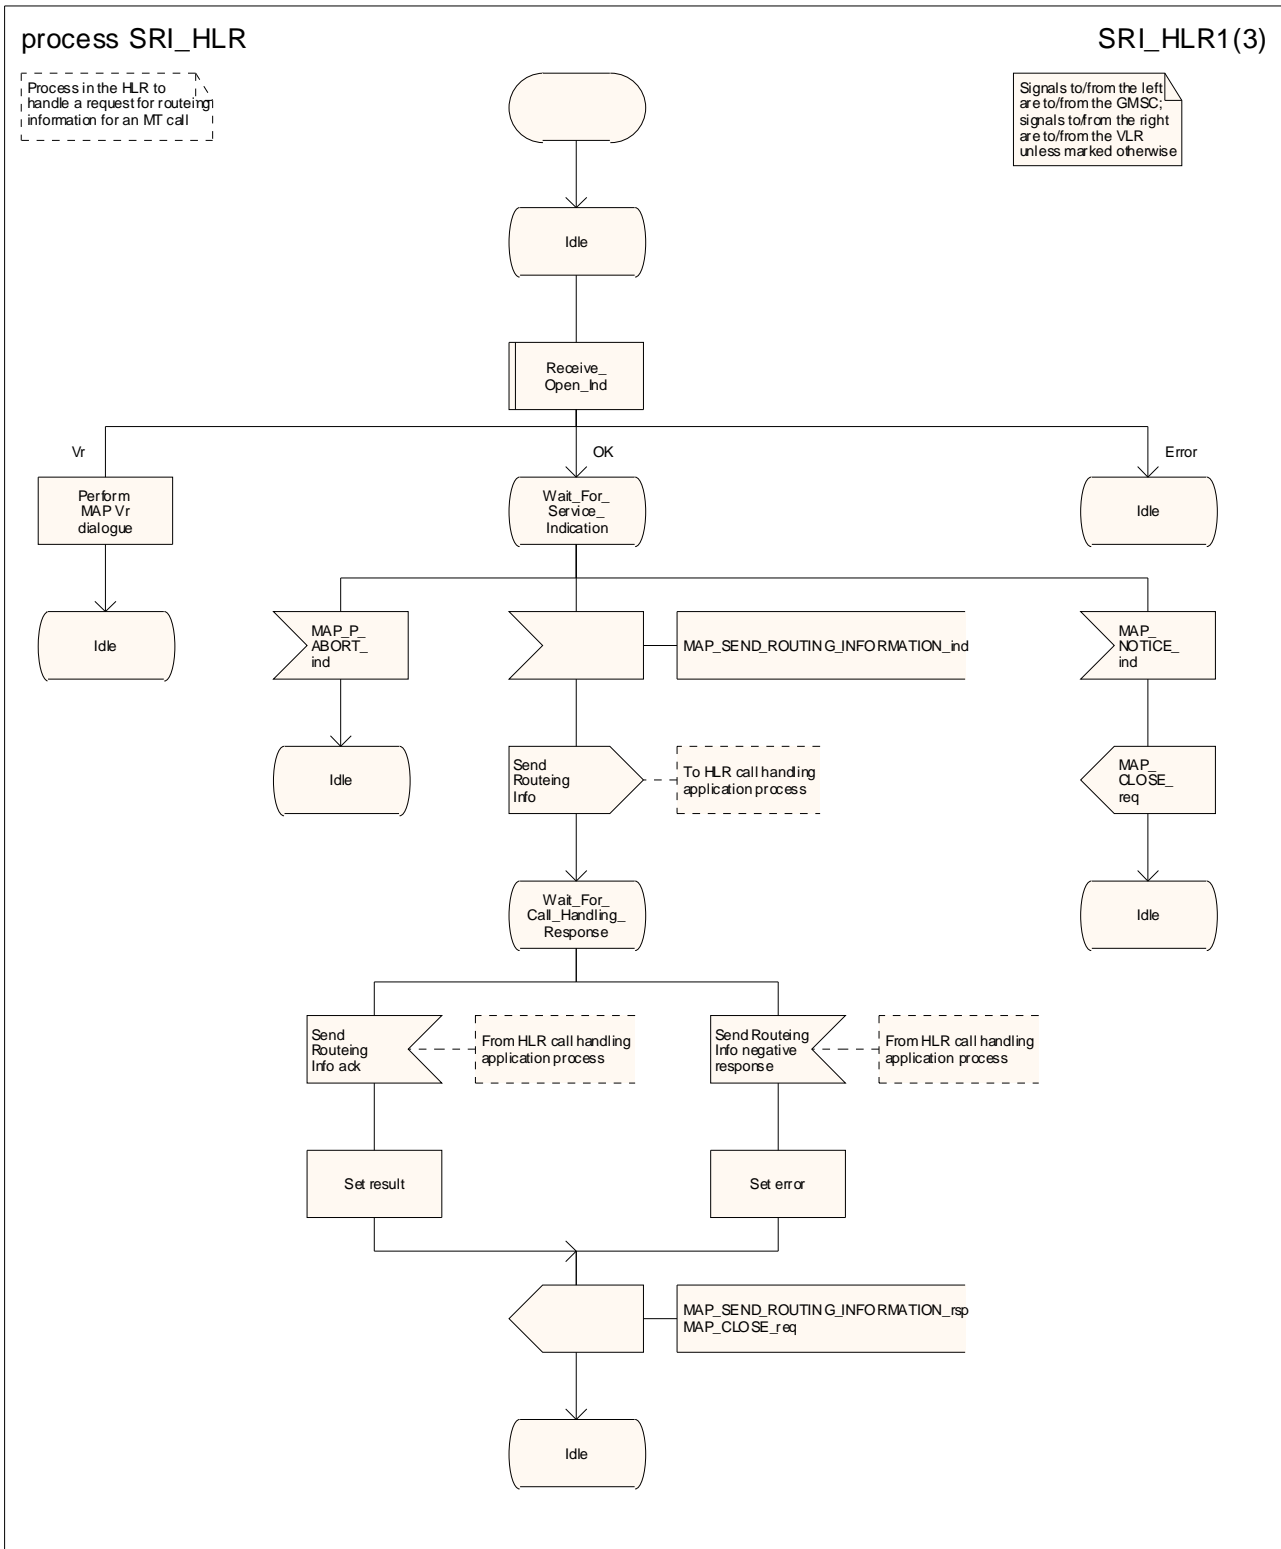 process SRI_HLR
SRI_HLR1(3)
Process in the HLR to
handle a request for routeing
information for an MT call
Signals to/from the left
are to/from the GMSC;
signals to/from the right
are to/from the VLR
unless marked otherwise
Idle
Receive_
Open_Ind
Vr
OK
Error
Perform
MAP Vr
dialogue
Wait_For_
Service_
Indication
Idle
Idle
MAP_P_
ABORT_
ind
MAP_SEND_ROUTING_INFORMATION_ind
MAP_
NOTICE_
ind
Idle
Send
Routeing
Info
To HLR call handling
application process
MAP_
CLOSE_
req
Wait_For_
Call_Handling_
Response
Idle
Send
Routeing
Info ack
From HLR call handling
application process
Send Routeing
Info negative
response
From HLR call handling
application process
Set result
Set error
MAP_SEND_ROUTING_INFORMATION_rsp
MAP_CLOSE_req
Idle